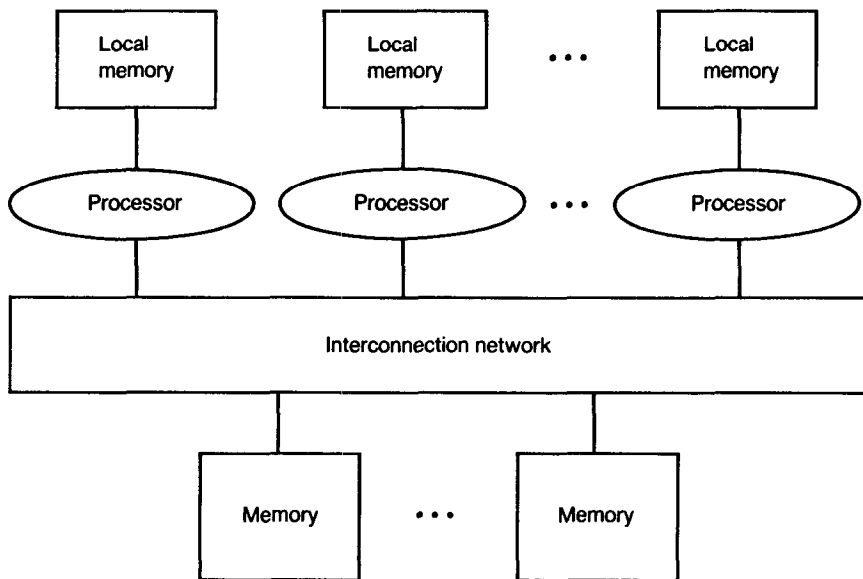 Local
memory
Local
memory
Local
memory
Processor
Processor
Processor
Interconnection network
Memory
Memory